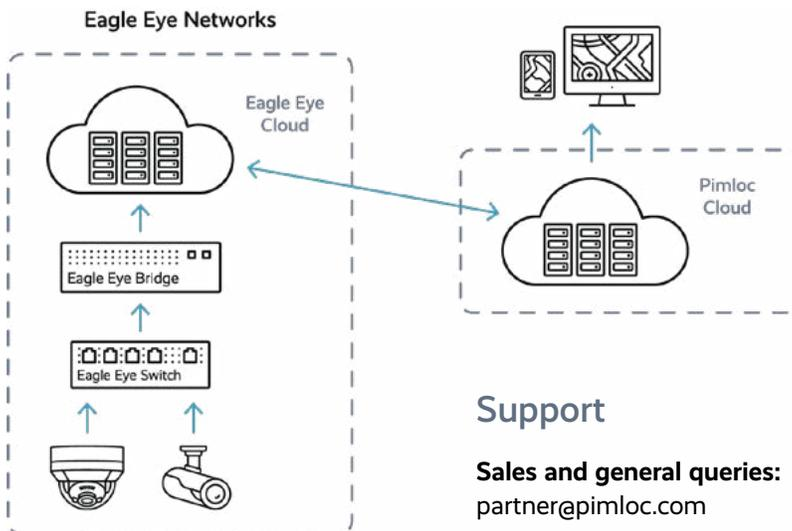 Eagle Eye Networks
Eagle Eye
Cloud
Pimloc
Cloud
Eagle Eye Bridge
Eagle Eye Switch
Support
Sales and general queries:
partner@pimloc.com